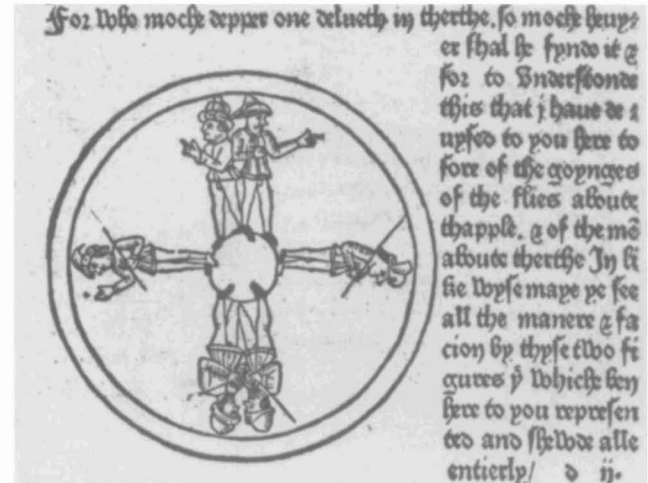 For who moche depper one delueth in therthe. so moche heuy⸗
er shal he fynde it &
for to Vnderstonde
this that j haue de⸗
uysed to you here to
fore of the goynges
of the flies aboute
thapple. & of the mē
aboute therthe In li
ke wyse maye ye see
all the manere & fa
cion by thyse two fi
gures ẏ whiche ben
here to you represen
ted and shewde alle
entierly/ d ij.